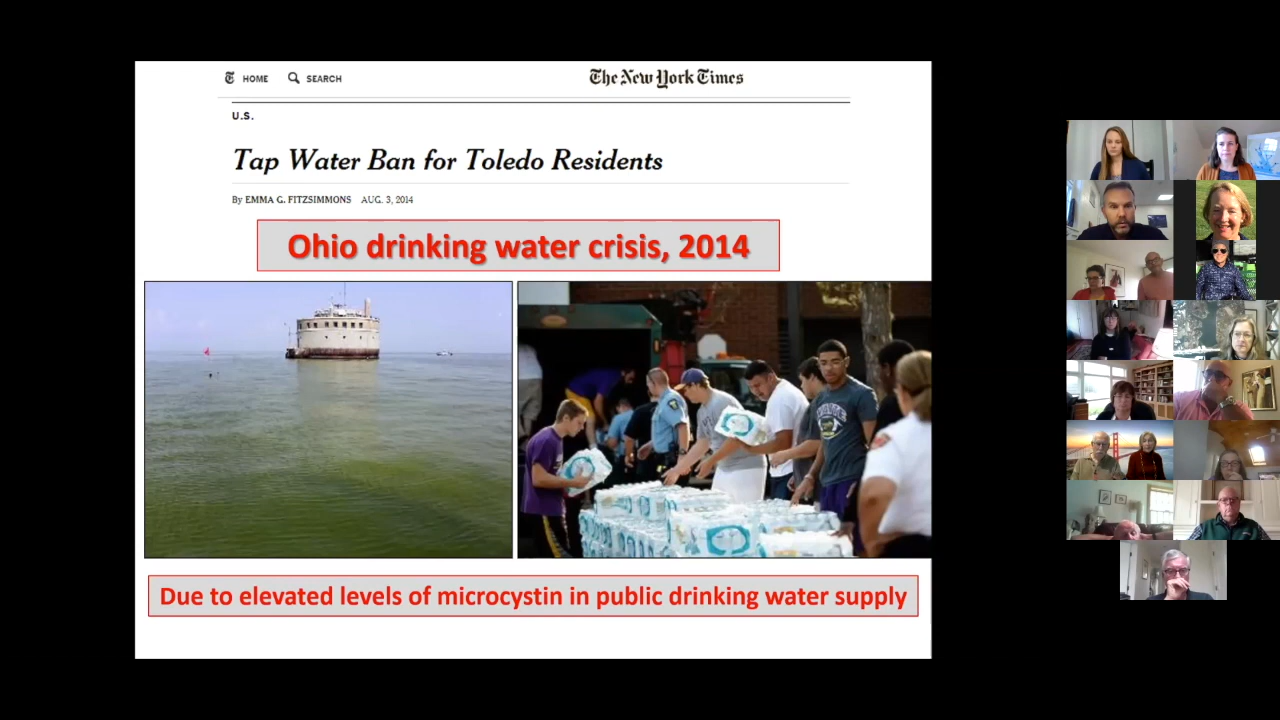 HOME SEARCH The New York Times
U.S.
Tap Water Ban for Toledo Residents
By EMMA G. FITZSIMMONS AUG. 3, 2014
Ohio drinking water crisis, 2014
Due to elevated levels of microcystin in public drinking water supply